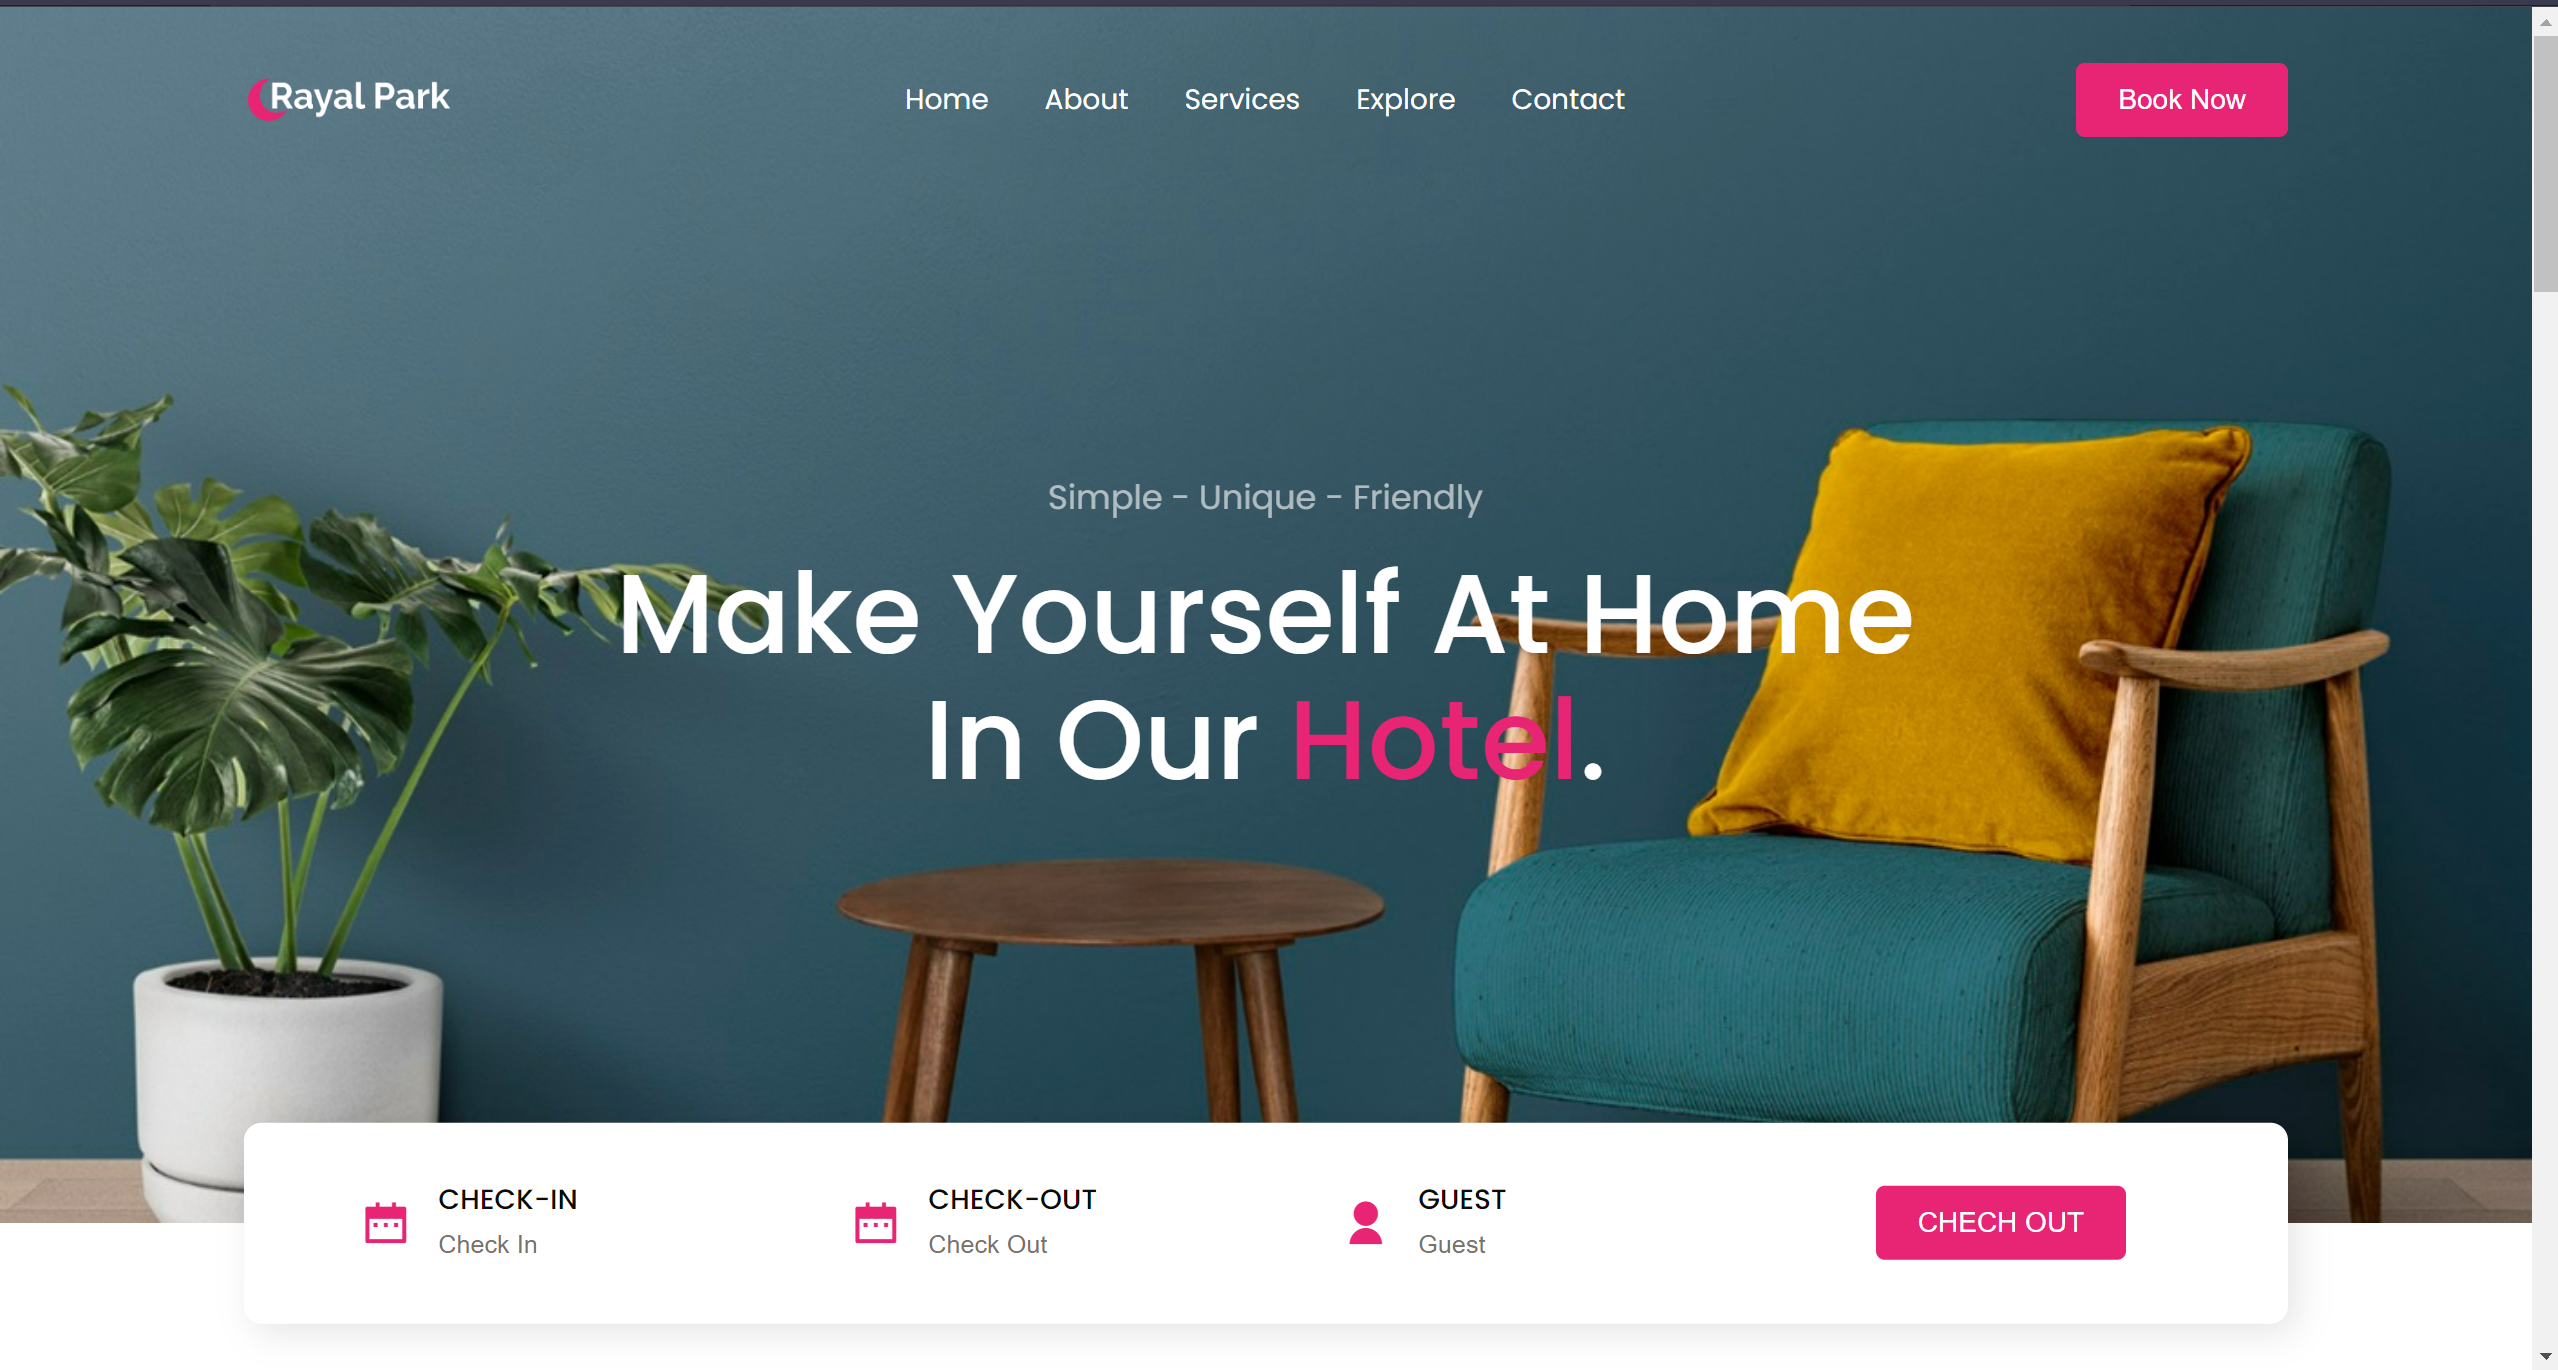 Rayal Park
Home About Services Explore Contact
Book Now
Simple - Unique - Friendly
Make Yourself At Home
In Our Hotel.
CHECK-IN
Check In
CHECK-OUT
Check Out
GUEST
Guest
CHECH OUT